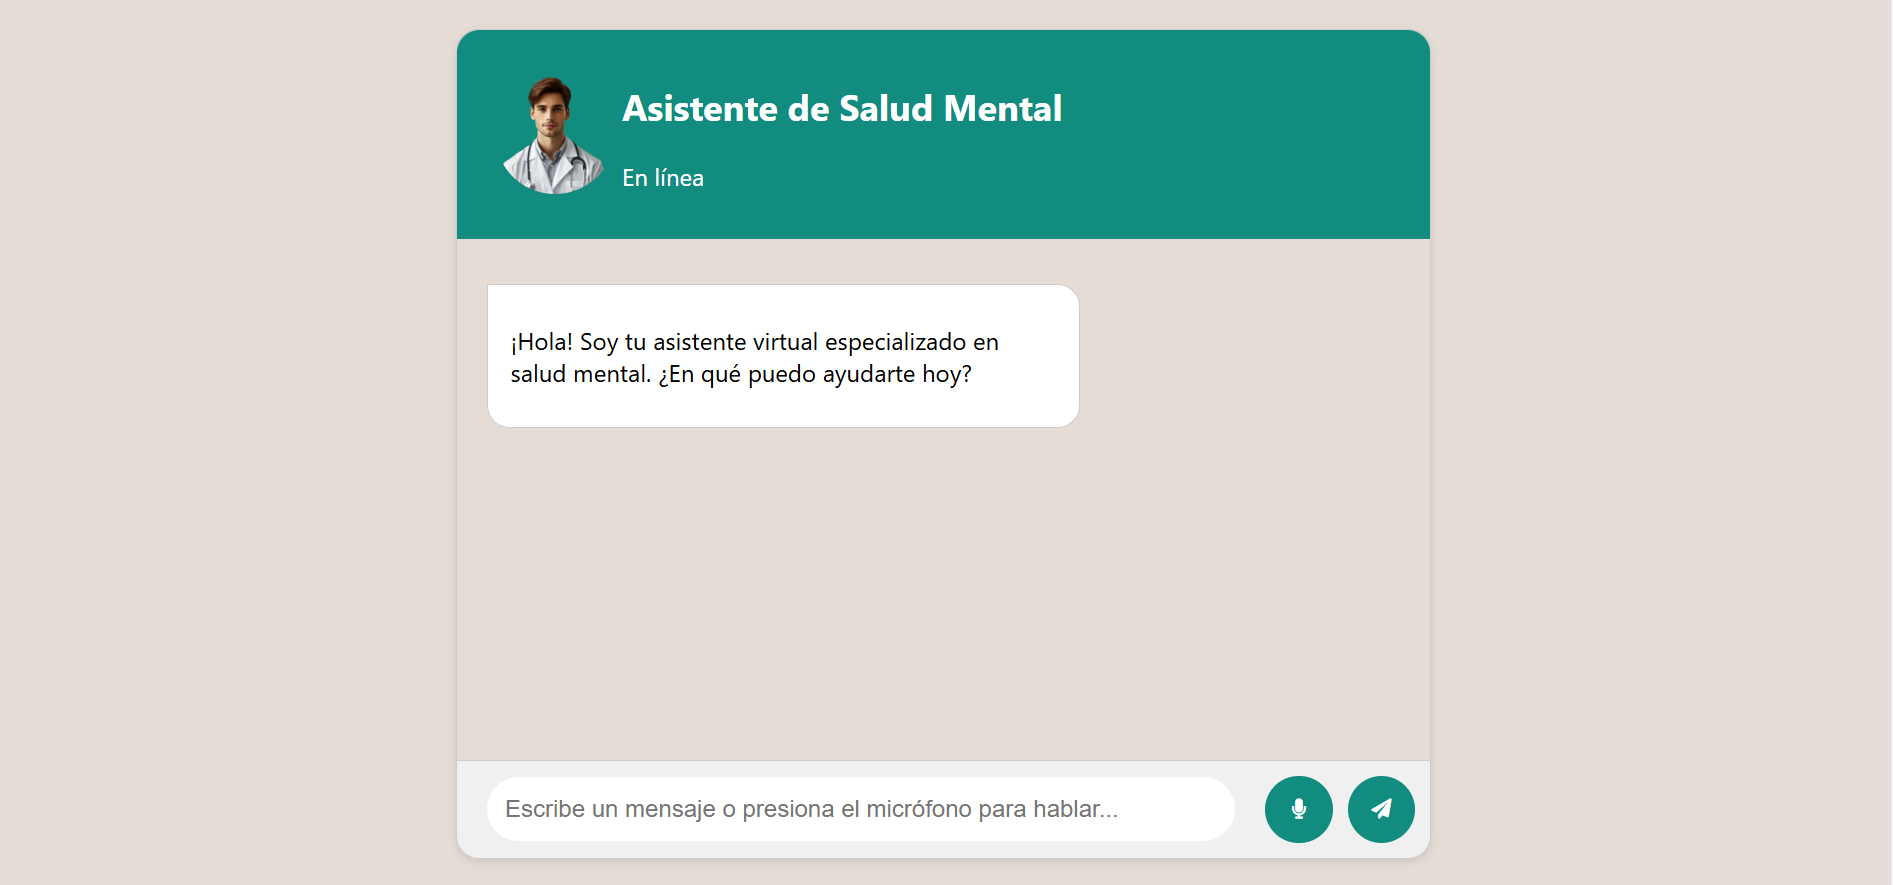 Asistente de Salud Mental
En línea
¡Hola! Soy tu asistente virtual especializado en
salud mental. ¿En qué puedo ayudarte hoy?
Escribe un mensaje o presiona el micrófono para hablar...